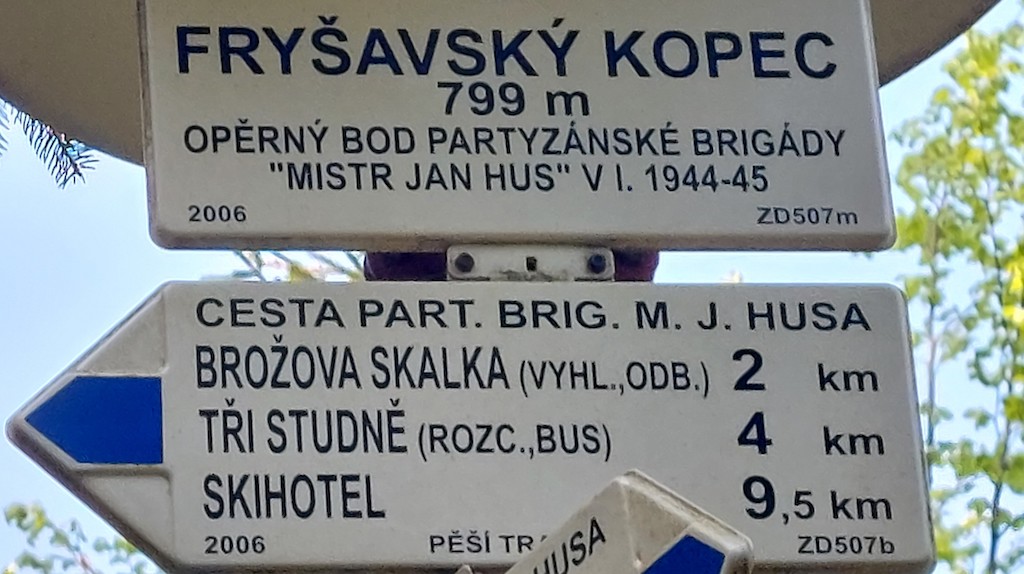 FRYŠAVSKÝ KOPEC
799 m
OPĚRNÝ BOD PARTYZÁNSKÉ BRIGÁDY
"MISTR JAN HUS" V l. 1944-45
2006 ZD507m
CESTA PART. BRIG. M. J. HUSA
BROŽOVA SKALKA (VYHL.,ODB.) 2 km
TŘI STUDNĚ (ROZC.,BUS) 4 km
SKIHOTEL 9,5 km
2006 PĚŠÍ ZD507b
HUSA